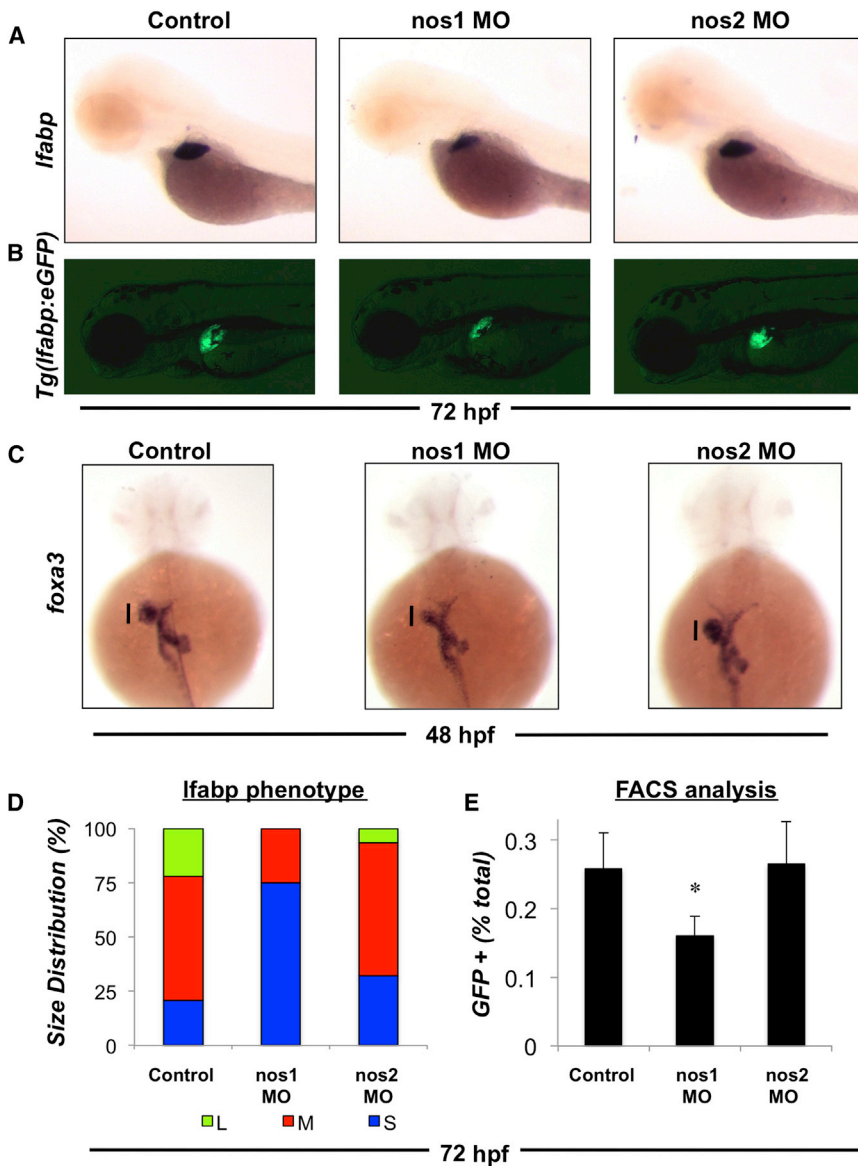 A
Control
nos1 MO
nos2 MO
lfabp
B
Tg(lfabp:eGFP)
72 hpf
C
Control
nos1 MO
nos2 MO
foxa3
48 hpf
D
lfabp phenotype
Size Distribution (%)
100
75
50
25
0
Control
nos1 MO
nos2 MO
L
M
S
E
FACS analysis
GFP + (% total)
0.3
0.2
0.1
0
*
Control
nos1 MO
nos2 MO
72 hpf